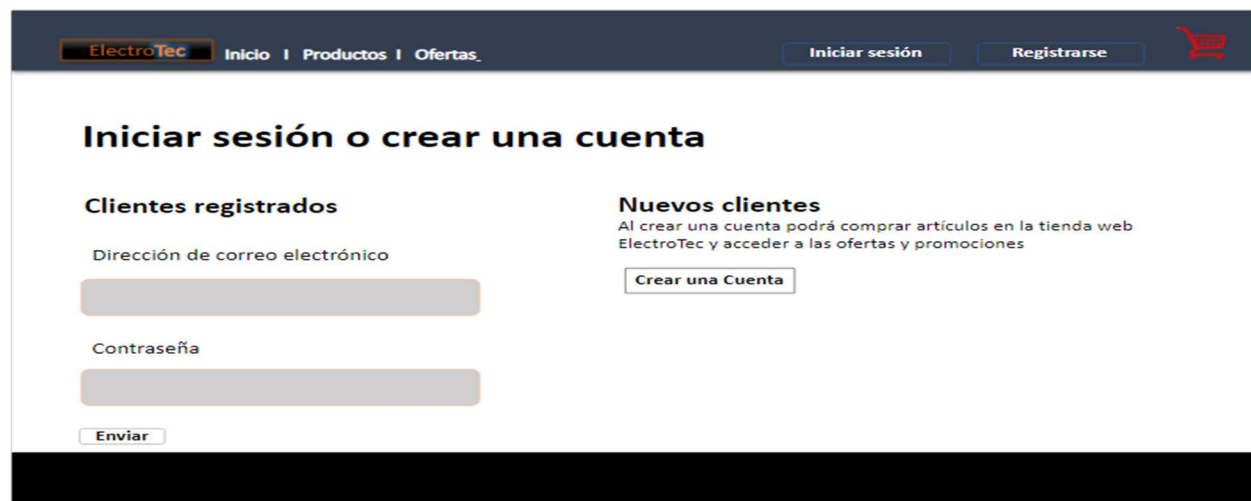 ElectroTec Inicio I Productos I Ofertas Iniciar sesión Registrarse
Iniciar sesión o crear una cuenta
Clientes registrados
Dirección de correo electrónico
Contraseña
Enviar
Nuevos clientes
Al crear una cuenta podrá comprar artículos en la tienda web
ElectroTec y acceder a las ofertas y promociones
Crear una Cuenta